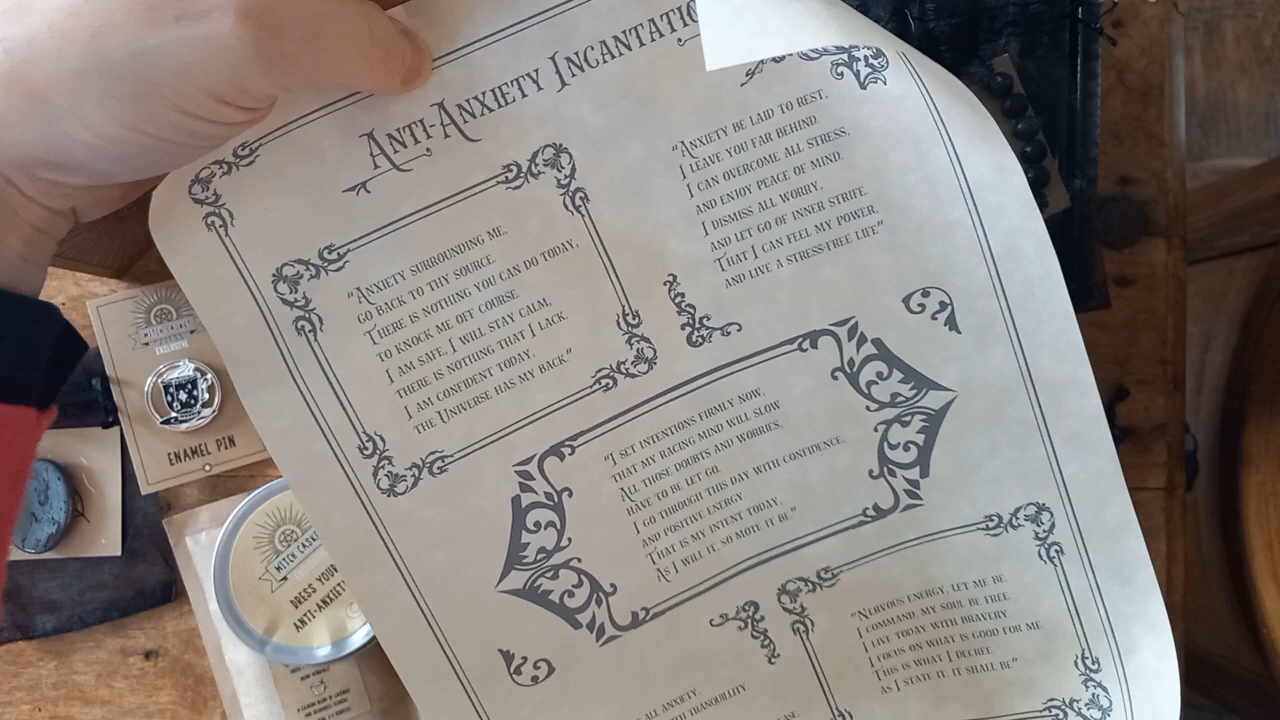 Anti-Anxiety
"Anxiety surrounding me,
go back to thy source.
There is nothing you can do today,
to knock me off course.
I am safe, I will stay calm,
there is nothing that I lack.
I am confident today,
the Universe has my back."
"Anxiety be laid to rest,
I leave you far behind.
I can overcome all stress,
and enjoy peace of mind.
I dismiss all worry,
and let go of inner strife.
That I can feel my power,
and live a stress-free life"
"I set intentions firmly now,
that my racing mind will slow
All those doubts and worries,
have to be let go.
I go through this day with confidence,
and positive energy.
That is my intent today,
As I will it, so mote it be."
"Nervous energy, let me be.
I command, my soul be free.
I live today with bravery.
I focus on what is good for me.
This is what I decree,
as I state it, it shall be"
all anxiety,
tranquillity
WITCH CASKET
EXCLUSIVE
ENAMEL PIN
WITCH
DRESS YOUR
ANTI-ANXIETY